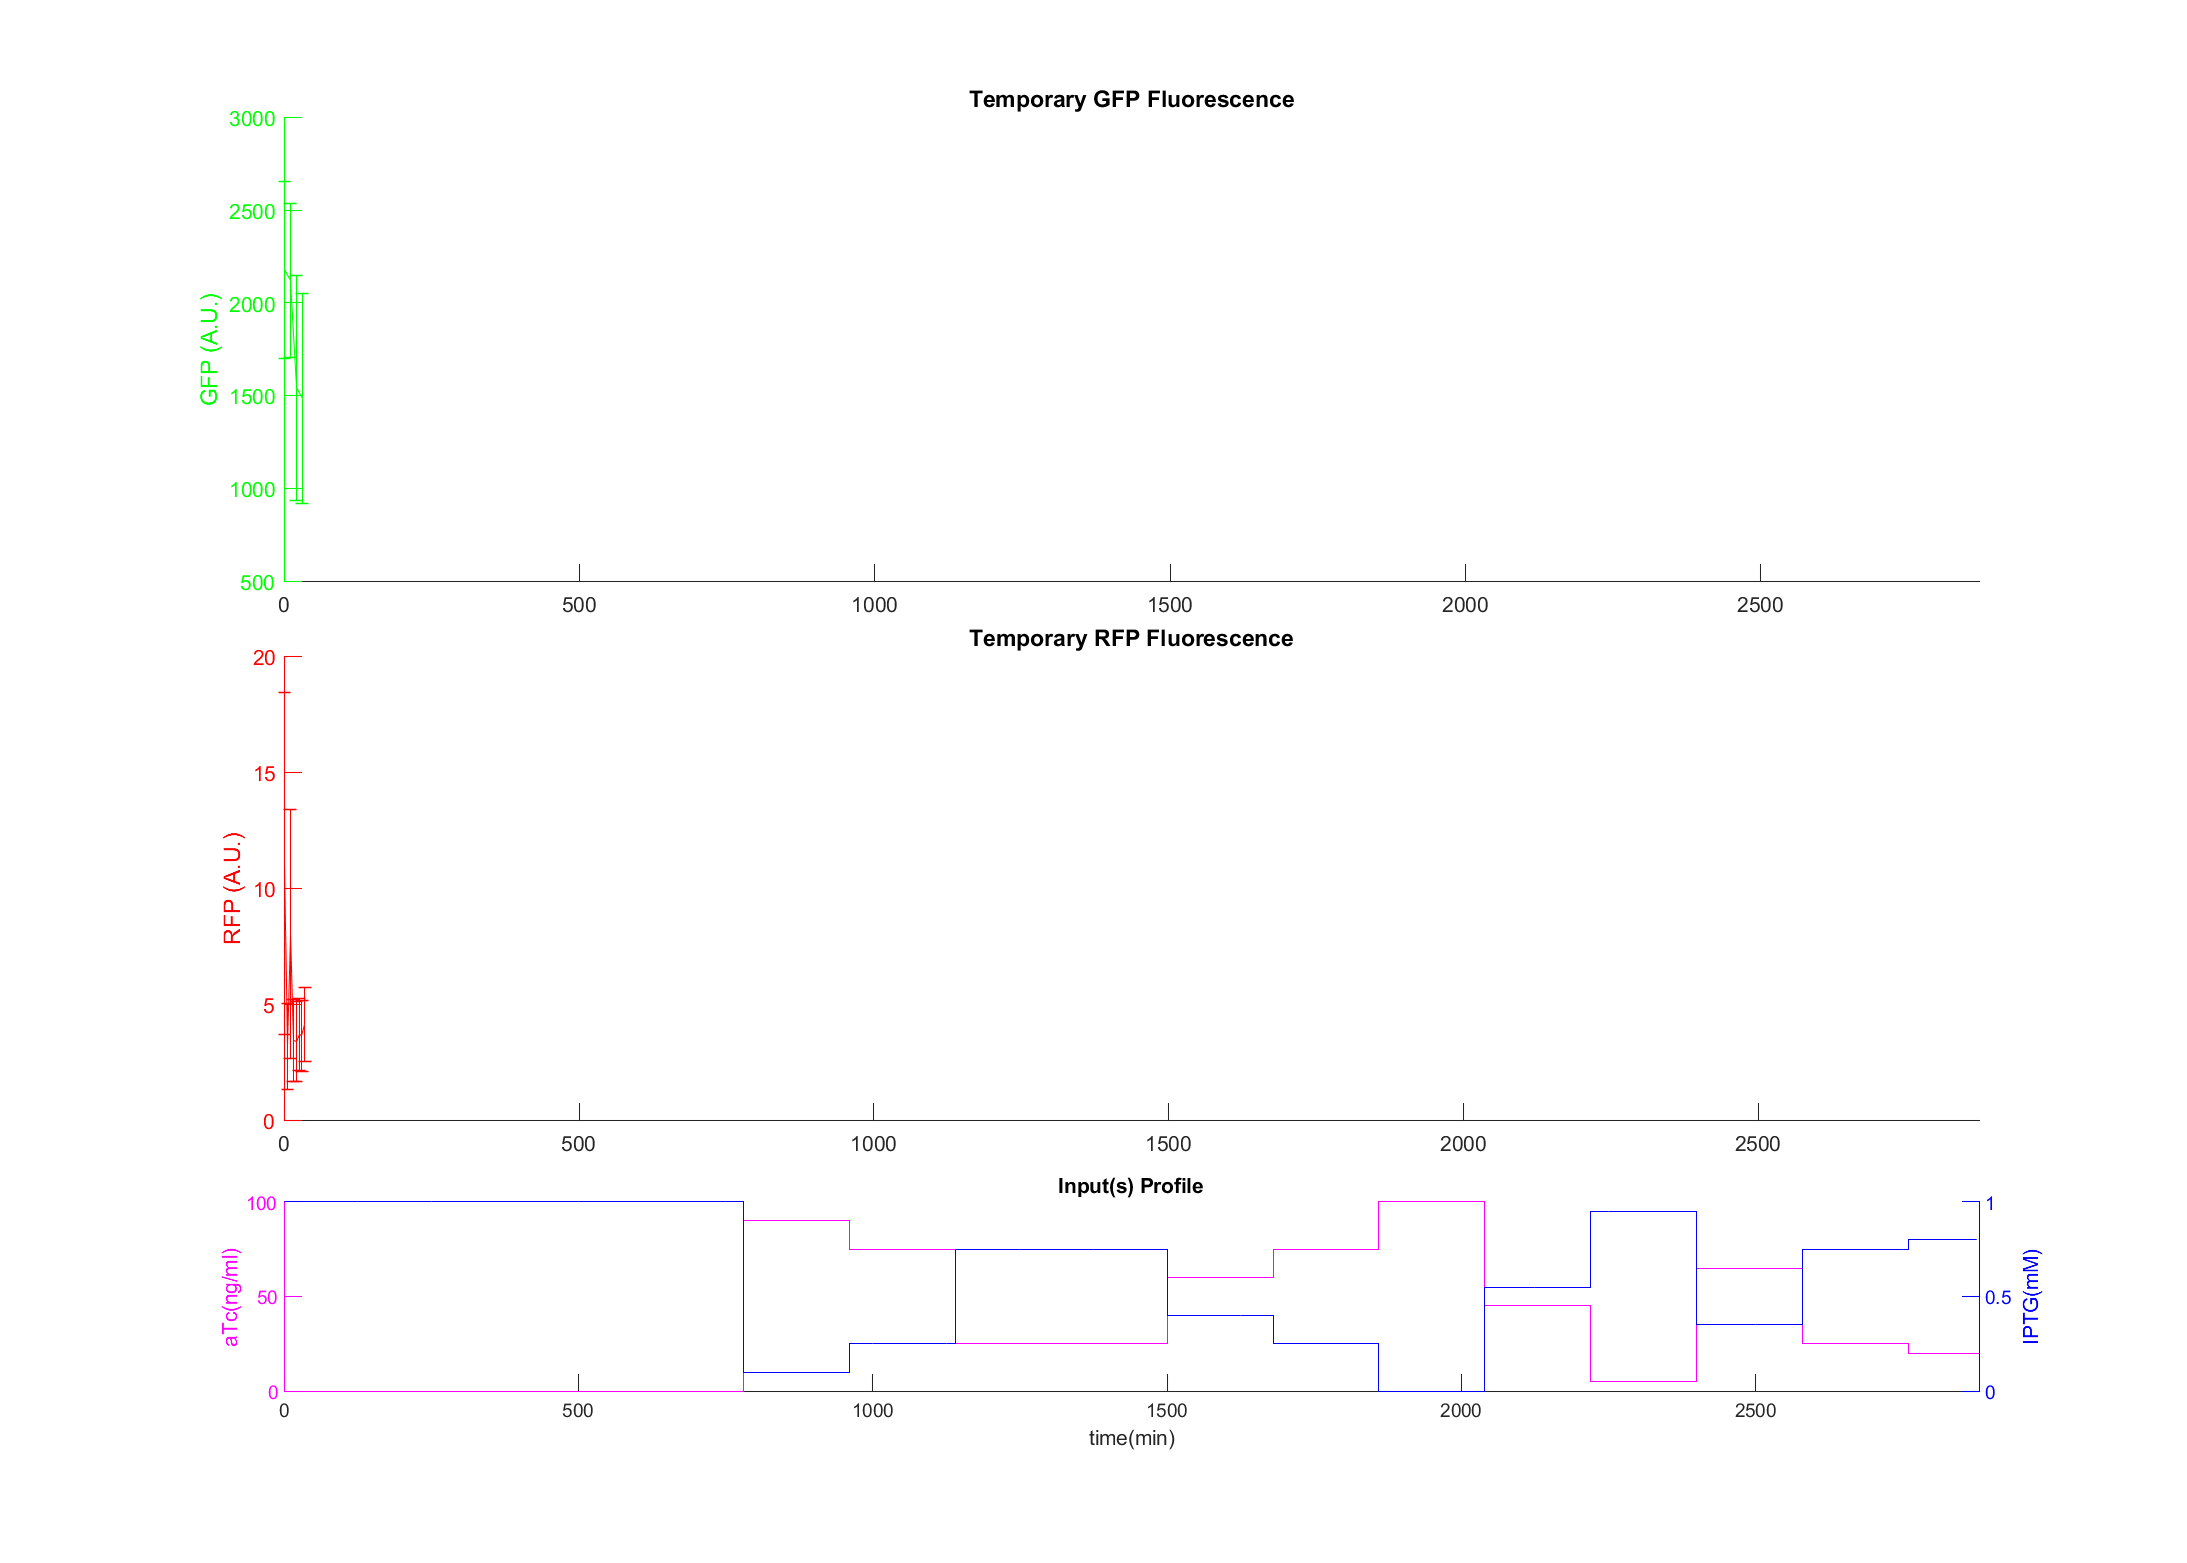 Temporary GFP Fluorescence
3000
2500
2000
1500
1000
500
GFP (A.U.)
0 500 1000 1500 2000 2500
Temporary RFP Fluorescence
20
15
10
5
0
RFP (A.U.)
0 500 1000 1500 2000 2500
Input(s) Profile
100
50
0
aTc(ng/ml)
1
0.5
0
IPTG(mM)
0 500 1000 1500 2000 2500
time(min)